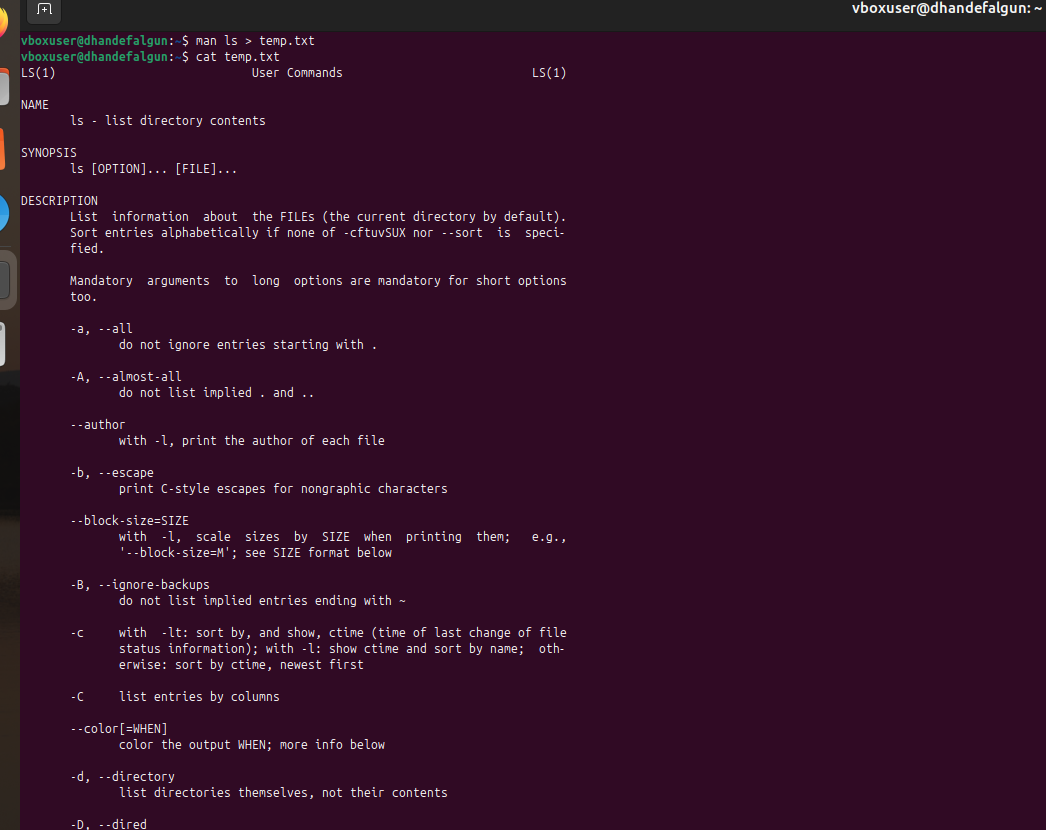 vboxuser@dhandefalgun: ~
vboxuser@dhandefalgun:~$ man ls > temp.txt
vboxuser@dhandefalgun:~$ cat temp.txt
LS(1)                            User Commands                           LS(1)
NAME
       ls - list directory contents
SYNOPSIS
       ls [OPTION]... [FILE]...
DESCRIPTION
       List  information  about  the FILEs (the current directory by default).
       Sort entries alphabetically if none of -cftuvSUX nor --sort  is  speci-
       fied.
       Mandatory  arguments  to  long  options are mandatory for short options
       too.
       -a, --all
              do not ignore entries starting with .
       -A, --almost-all
              do not list implied . and ..
       --author
              with -l, print the author of each file
       -b, --escape
              print C-style escapes for nongraphic characters
       --block-size=SIZE
              with  -l,  scale  sizes  by  SIZE  when  printing  them;  e.g.,
              '--block-size=M'; see SIZE format below
       -B, --ignore-backups
              do not list implied entries ending with ~
       -c     with  -lt: sort by, and show, ctime (time of last change of file
              status information); with -l: show ctime and sort by name;  oth-
              erwise: sort by ctime, newest first
       -C     list entries by columns
       --color[=WHEN]
              color the output WHEN; more info below
       -d, --directory
              list directories themselves, not their contents
       -D, --dired